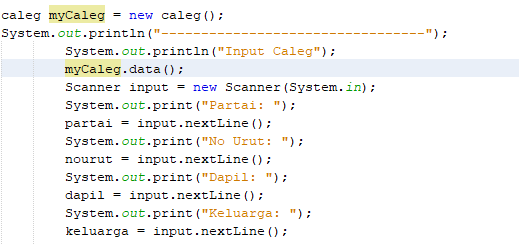 caleg myCaleg = new caleg();
System.out.println("---------------------------------");
System.out.println("Input Caleg");
myCaleg.data();
Scanner input = new Scanner(System.in);
System.out.print("Partai: ");
partai = input.nextLine();
System.out.print("No Urut: ");
nourut = input.nextLine();
System.out.print("Dapil: ");
dapil = input.nextLine();
System.out.print("Keluarga: ");
keluarga = input.nextLine();